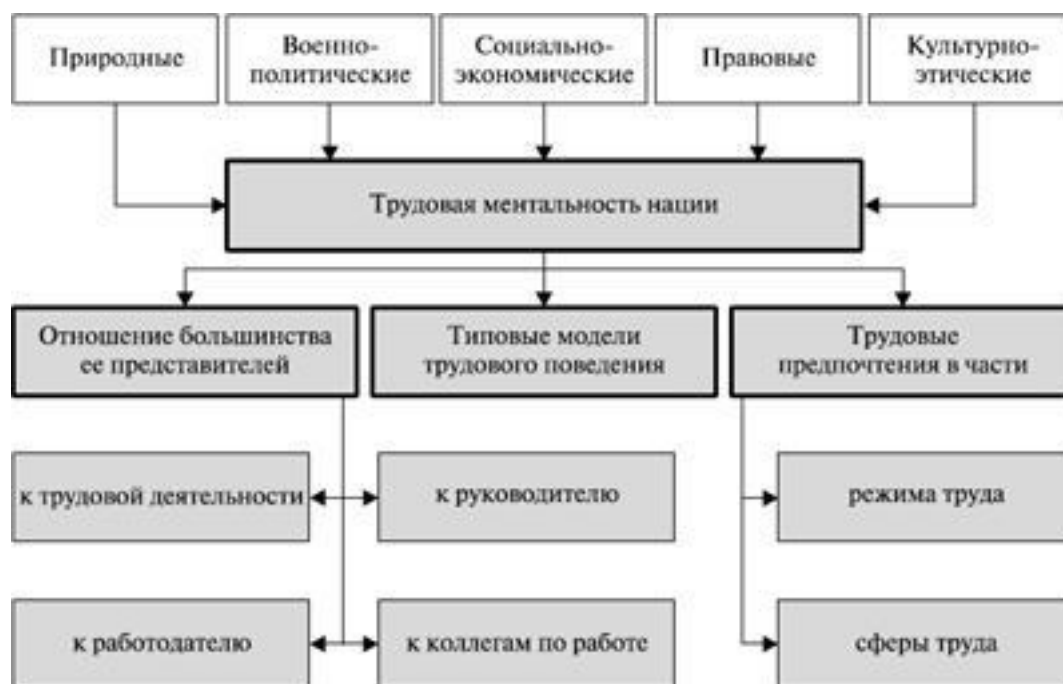 Природные
Военно-
политические
Социально-
экономические
Правовые
Культурно-
этические
Трудовая ментальность нации
Отношение большинства
ее представителей
Типовые модели
трудового поведения
Трудовые
предпочтения в части
к трудовой деятельности
к руководителю
режима труда
к работодателю
к коллегам по работе
сферы труда